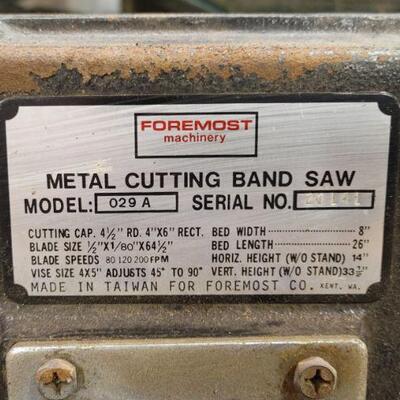 FOREMOST
machinery
METAL CUTTING BAND SAW
MODEL: 029 A SERIAL NO.
CUTTING CAP. 4½" RD. 4"X6" RECT. BED WIDTH 8"
BLADE SIZE ½"X1/80"X64½" BED LENGTH 26"
BLADE SPEEDS 80 120 200 FPM HORIZ. HEIGHT (W/O STAND) 14"
VISE SIZE 4X5" ADJUSTS 45° TO 90° VERT. HEIGHT (W/O STAND) 33½"
MADE IN TAIWAN FOR FOREMOST CO. KENT. WA.